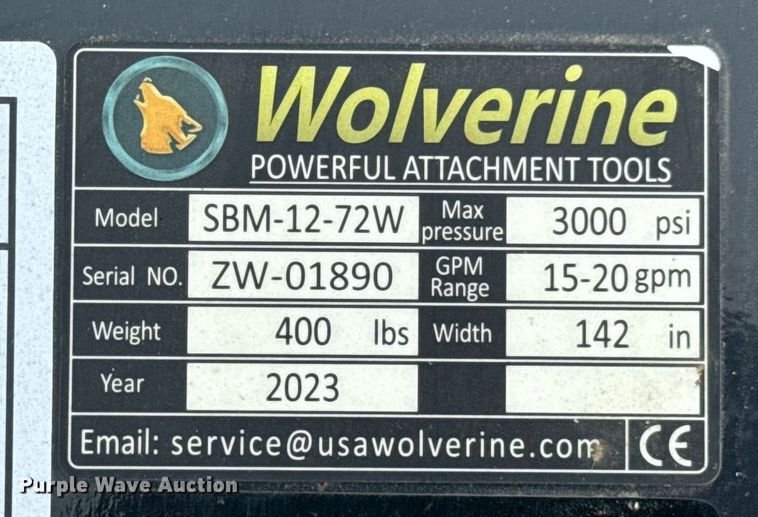 Wolverine
POWERFUL ATTACHMENT TOOLS
Model SBM-12-72W Max pressure 3000 psi
Serial NO. ZW-01890 GPM Range 15-20 gpm
Weight 400 lbs Width 142 in
Year 2023
Email: service@usawolverine.com CE
Purple Wave Auction